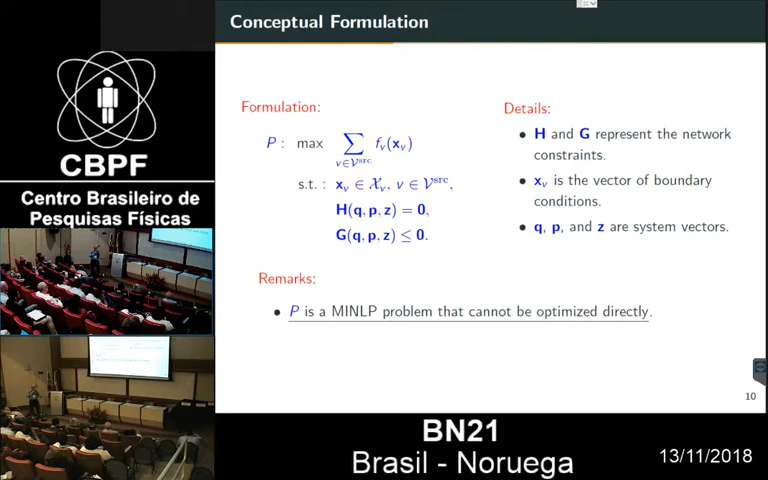 Conceptual Formulation
CBPF
Centro Brasileiro de
Pesquisas Físicas
Formulation:
P : max ∑ f_v(x_v)
v∈𝒱^src
s.t. : x_v ∈ 𝒳_v, v ∈ 𝒱^src,
H(q, p, z) = 0,
G(q, p, z) ≤ 0.
Details:
• H and G represent the network
constraints.
• x_v is the vector of boundary
conditions.
• q, p, and z are system vectors.
Remarks:
• P is a MINLP problem that cannot be optimized directly.
10
BN21
Brasil - Noruega
13/11/2018